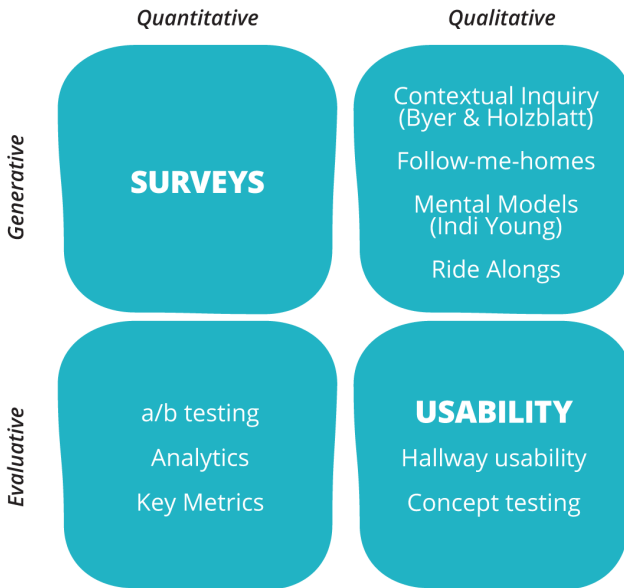 Quantitative
Qualitative
Generative
SURVEYS
Contextual Inquiry
(Byer & Holzblatt)
Follow-me-homes
Mental Models
(Indi Young)
Ride Alongs
Evaluative
a/b testing
Analytics
Key Metrics
USABILITY
Hallway usability
Concept testing